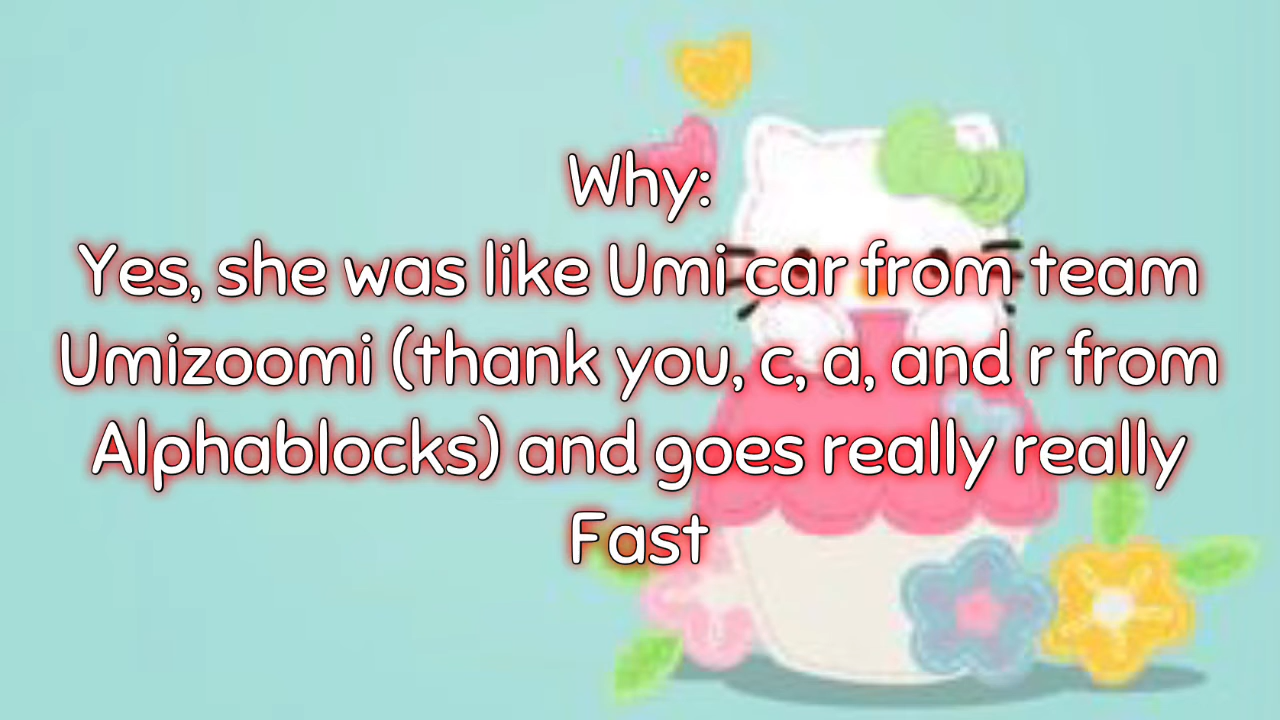 Why:
Yes, she was like Umi car from team
Umizoomi (thank you, c, a, and r from
Alphablocks) and goes really really
Fast